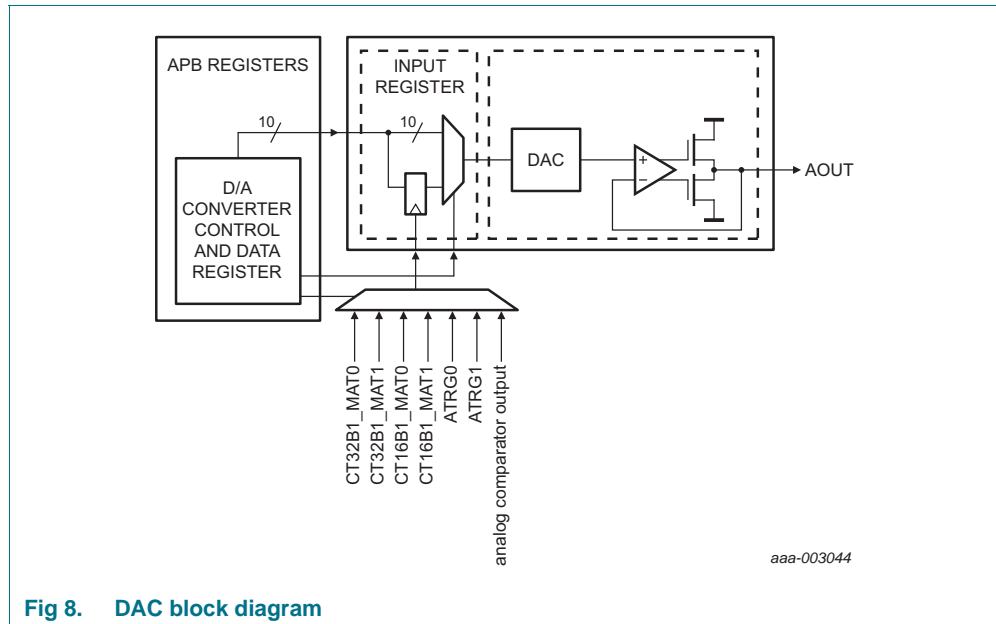 APB REGISTERS
INPUT
REGISTER
10
10
D/A
CONVERTER
CONTROL
AND DATA
REGISTER
DAC
+
−
AOUT
CT32B1_MAT0
CT32B1_MAT1
CT16B1_MAT0
CT16B1_MAT1
ATRG0
ATRG1
analog comparator output
aaa-003044
Fig 8. DAC block diagram